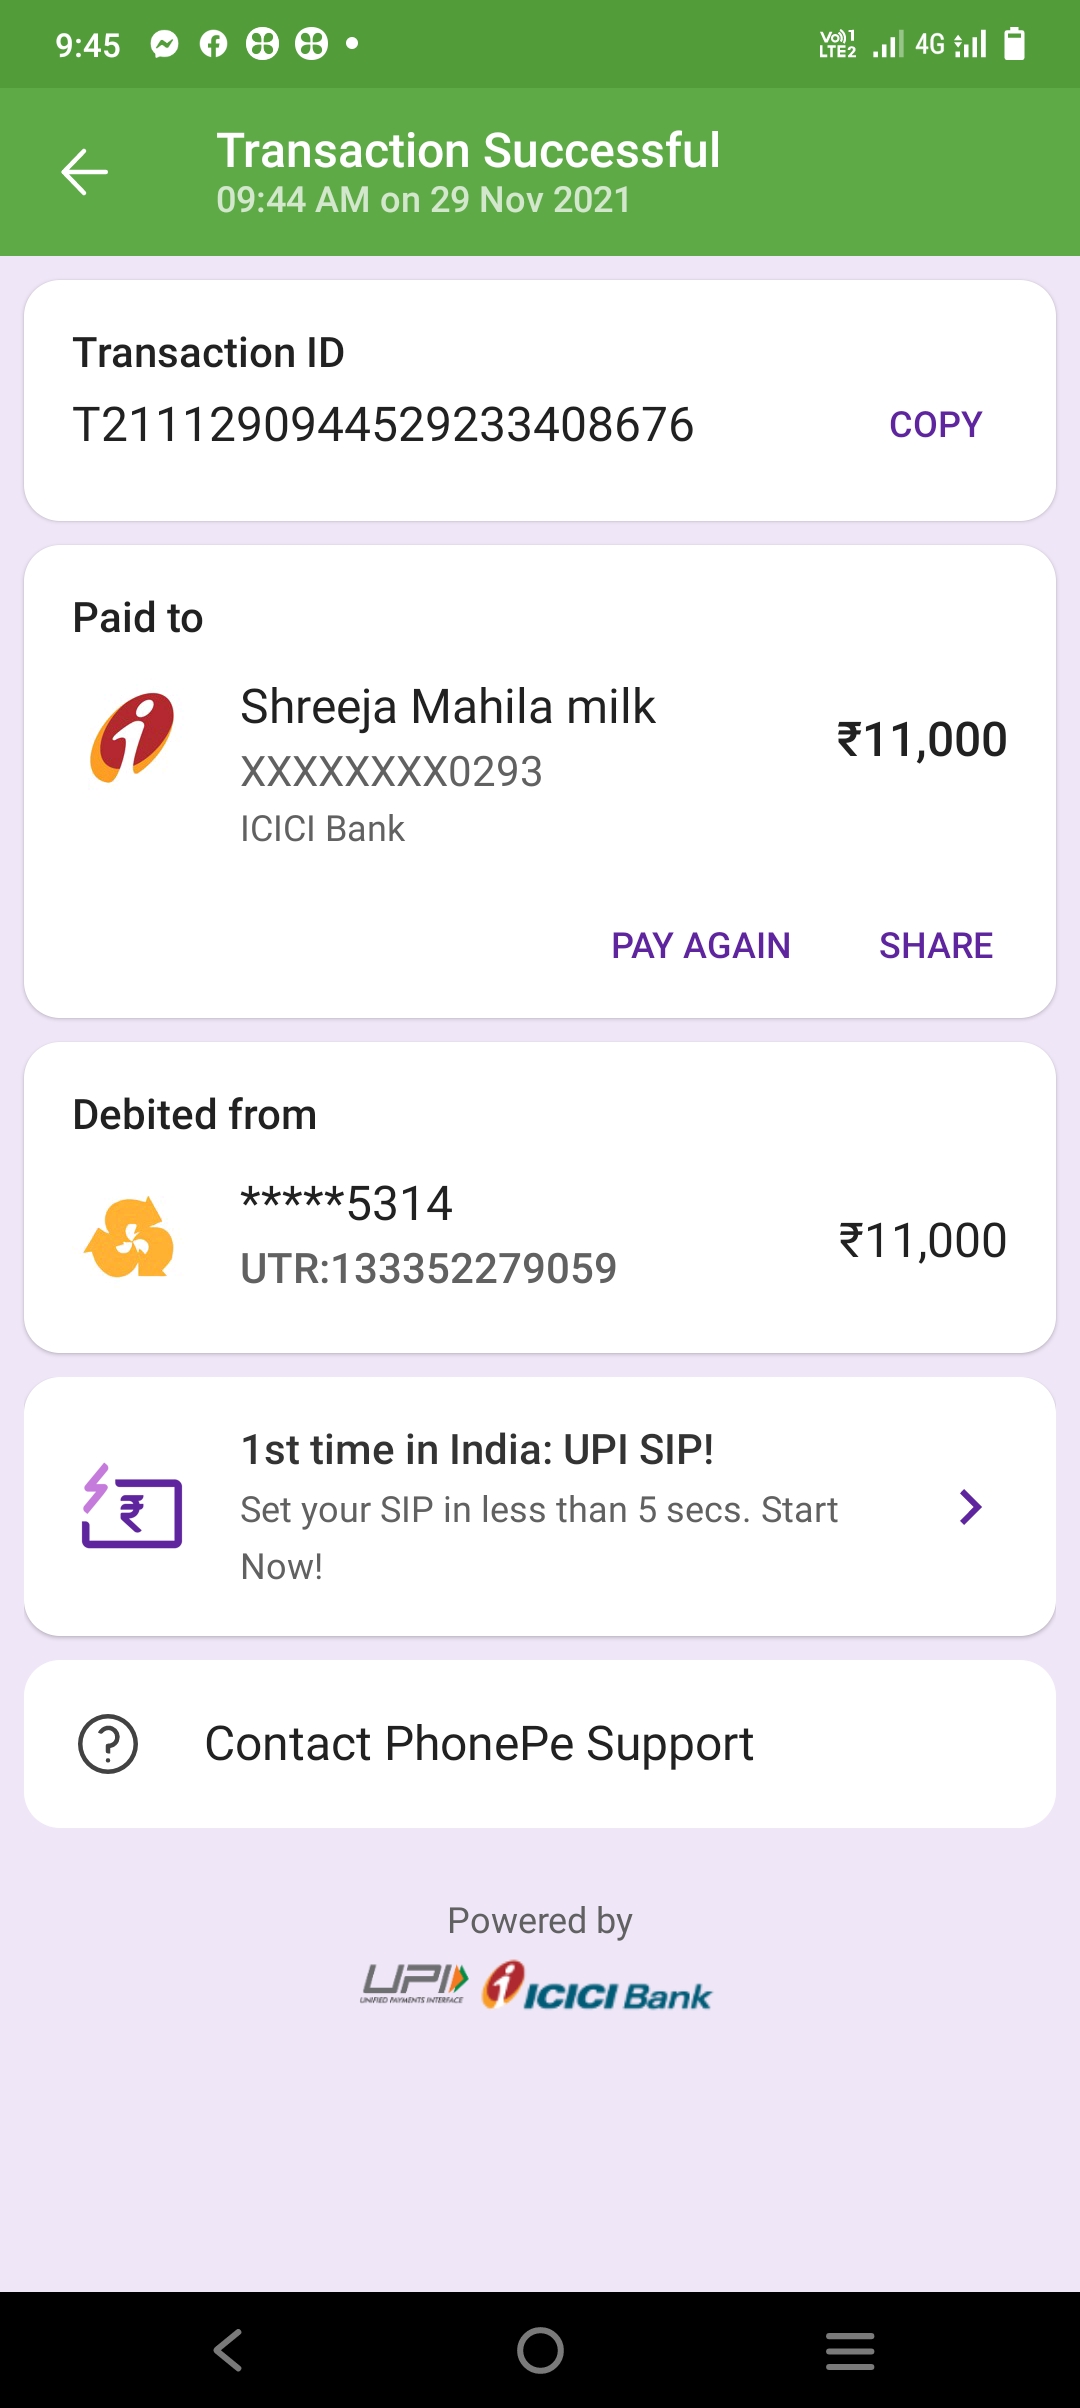 9:45
Vo)) 1
LTE2
4G
Transaction Successful
09:44 AM on 29 Nov 2021
Transaction ID
T2111290944529233408676
COPY
Paid to
Shreeja Mahila milk
XXXXXXXX0293
ICICI Bank
₹11,000
PAY AGAIN
SHARE
Debited from
*****5314
UTR:133352279059
₹11,000
1st time in India: UPI SIP!
Set your SIP in less than 5 secs. Start
Now!
Contact PhonePe Support
Powered by
UPI
UNIFIED PAYMENTS INTERFACE
ICICI Bank